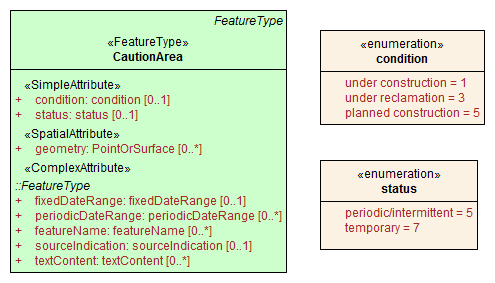 FeatureType
«FeatureType»
CautionArea
«SimpleAttribute»
+ condition: condition [0..1]
+ status: status [0..1]
«SpatialAttribute»
+ geometry: PointOrSurface [0..*]
«ComplexAttribute»
::FeatureType
+ fixedDateRange: fixedDateRange [0..1]
+ periodicDateRange: periodicDateRange [0..*]
+ featureName: featureName [0..*]
+ sourceIndication: sourceIndication [0..1]
+ textContent: textContent [0..*]
«enumeration»
condition
under construction = 1
under reclamation = 3
planned construction = 5
«enumeration»
status
periodic/intermittent = 5
temporary = 7